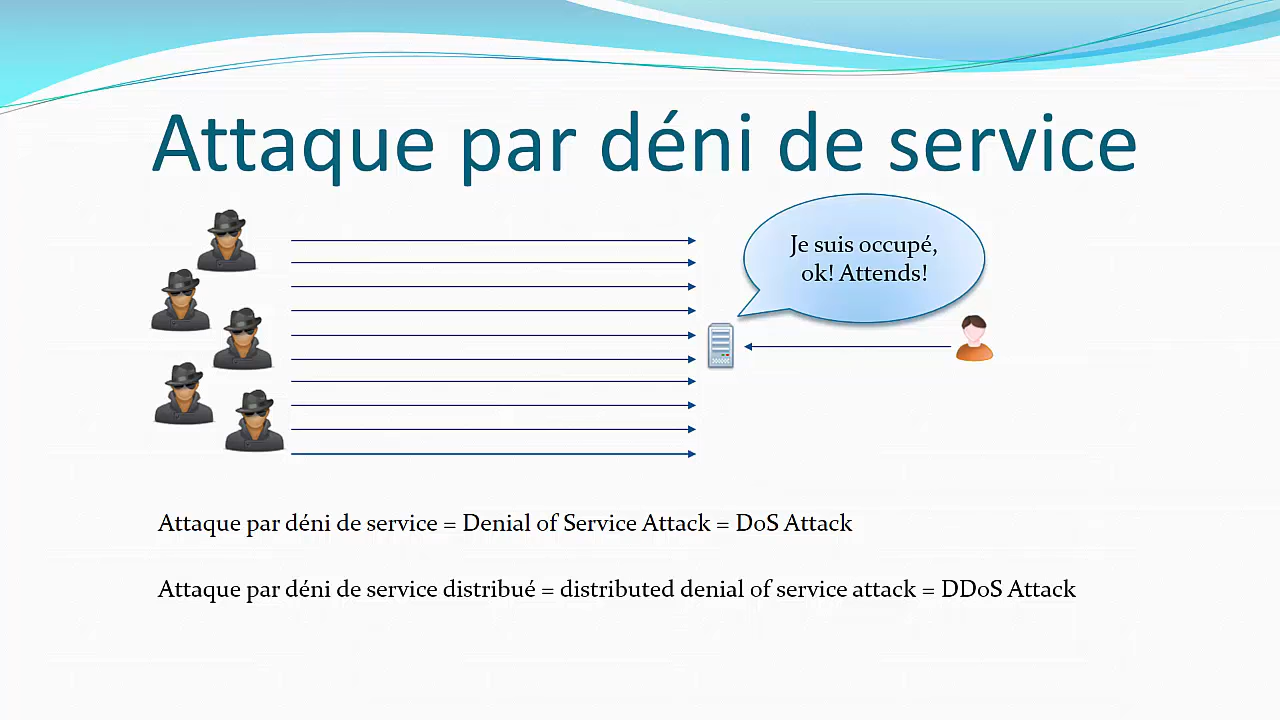 Attaque par déni de service
Je suis occupé,
ok! Attends!
Attaque par déni de service = Denial of Service Attack = DoS Attack
Attaque par déni de service distribué = distributed denial of service attack = DDoS Attack